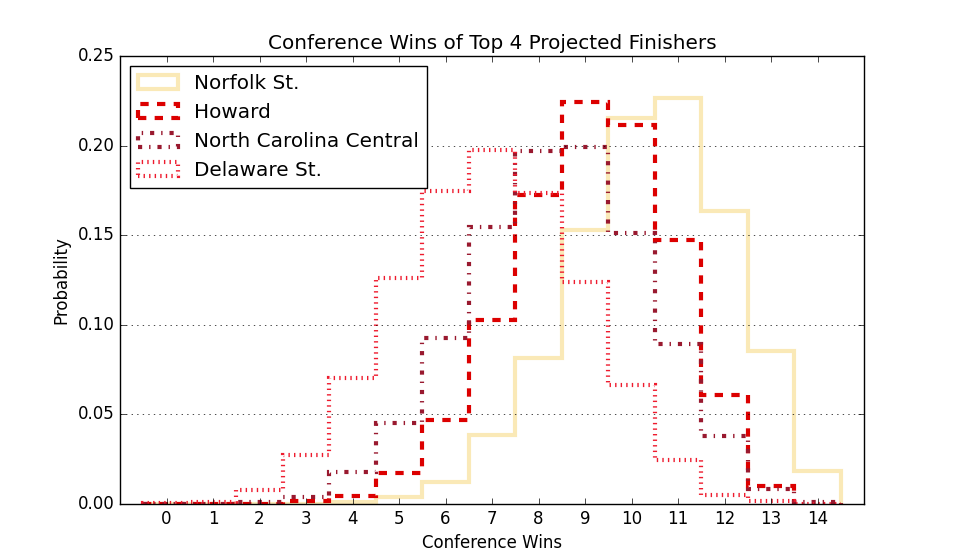 Conference Wins of Top 4 Projected Finishers
0.25
0.20
0.15
0.10
0.05
0.00
Probability
Norfolk St.
Howard
North Carolina Central
Delaware St.
0 1 2 3 4 5 6 7 8 9 10 11 12 13 14
Conference Wins